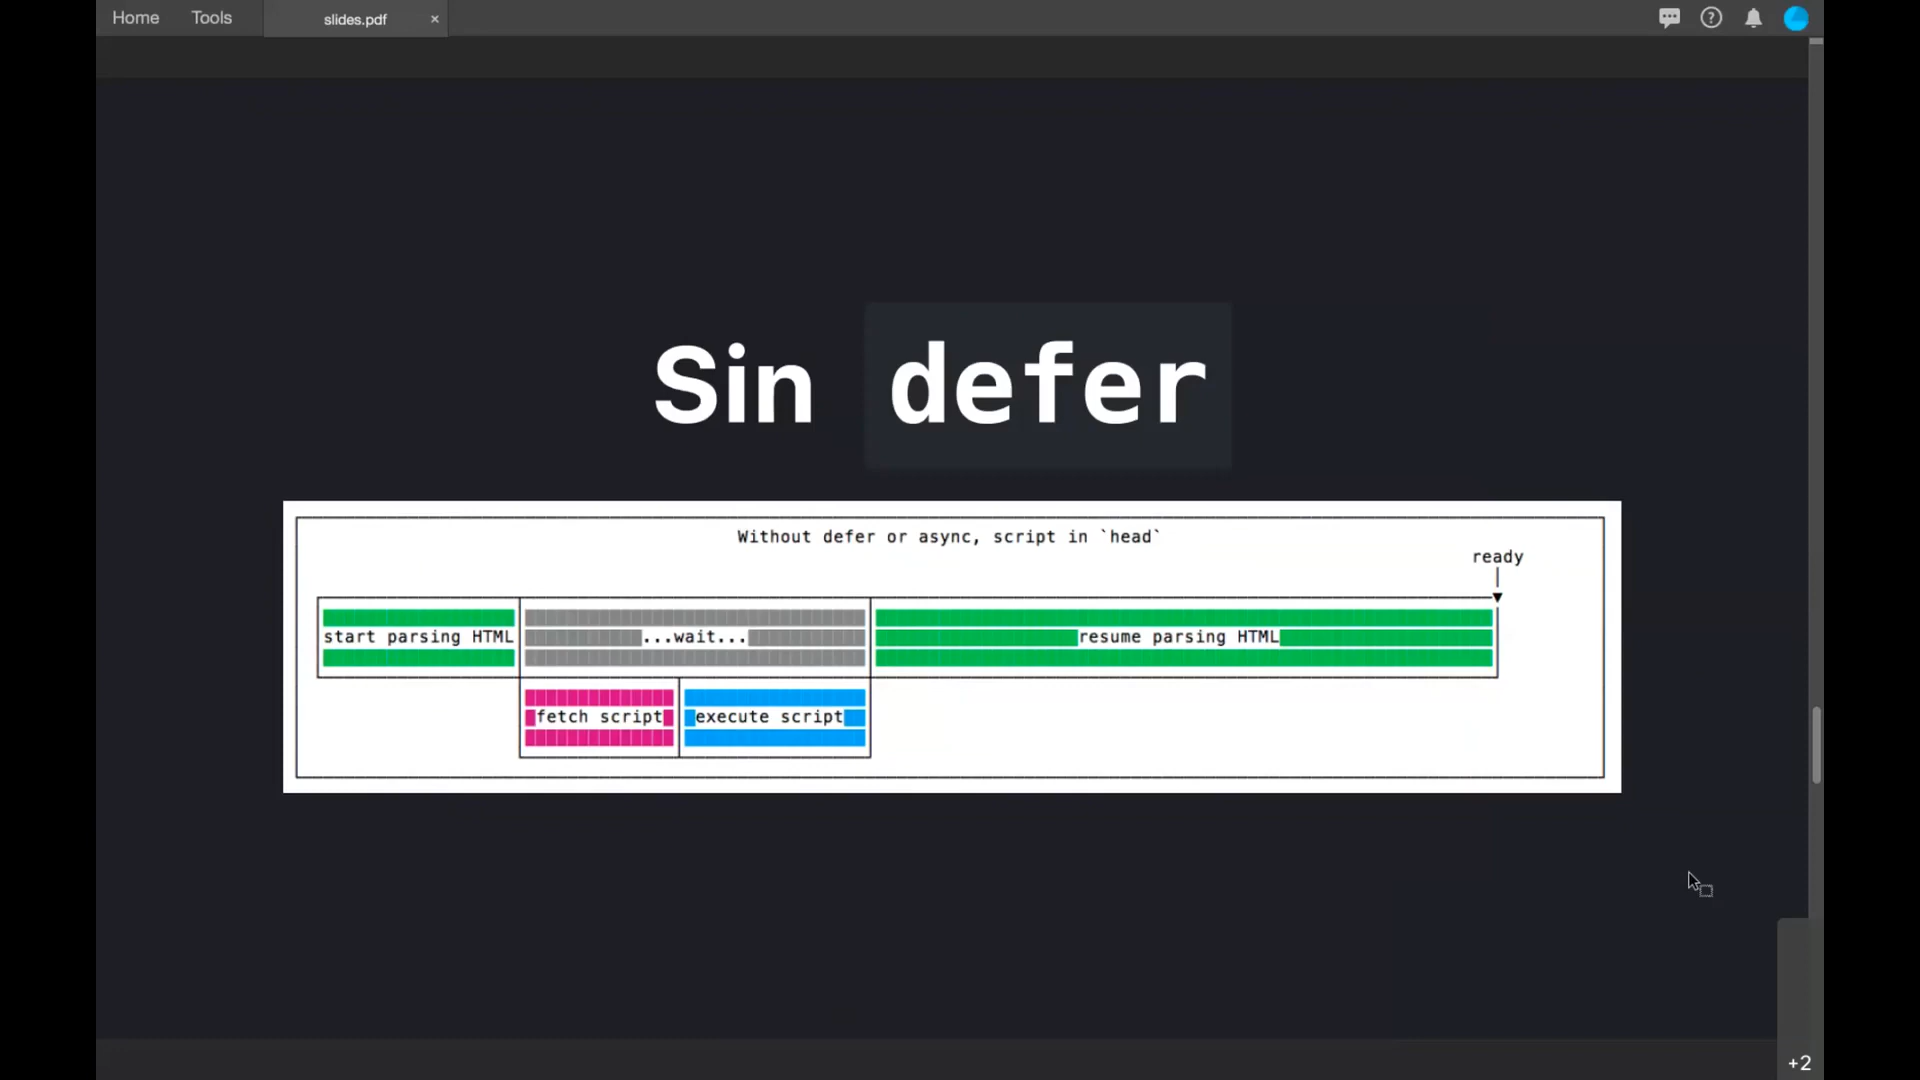 Home Tools slides.pdf ×
Sin defer
Without defer or async, script in `head`
ready
start parsing HTML ...wait... resume parsing HTML
fetch script execute script
+2